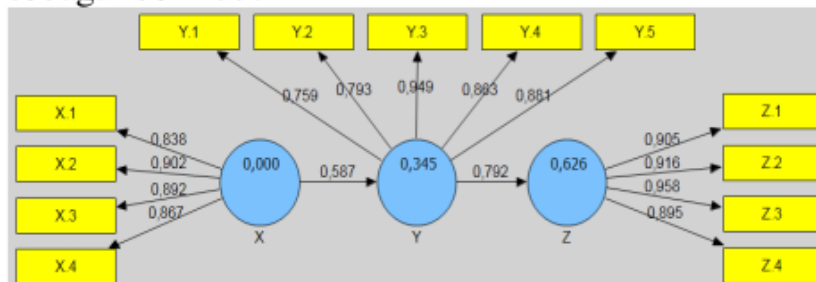 Y.1 Y.2 Y.3 Y.4 Y.5
0,759 0,793 0,949 0,863 0,881
X.1 Z.1
0,838 0,905
X.2 0,902 0,000 0,587 0,345 0,792 0,626 0,916 Z.2
X.3 0,892 0,958 Z.3
0,867 X Y Z 0,895
X.4 Z.4